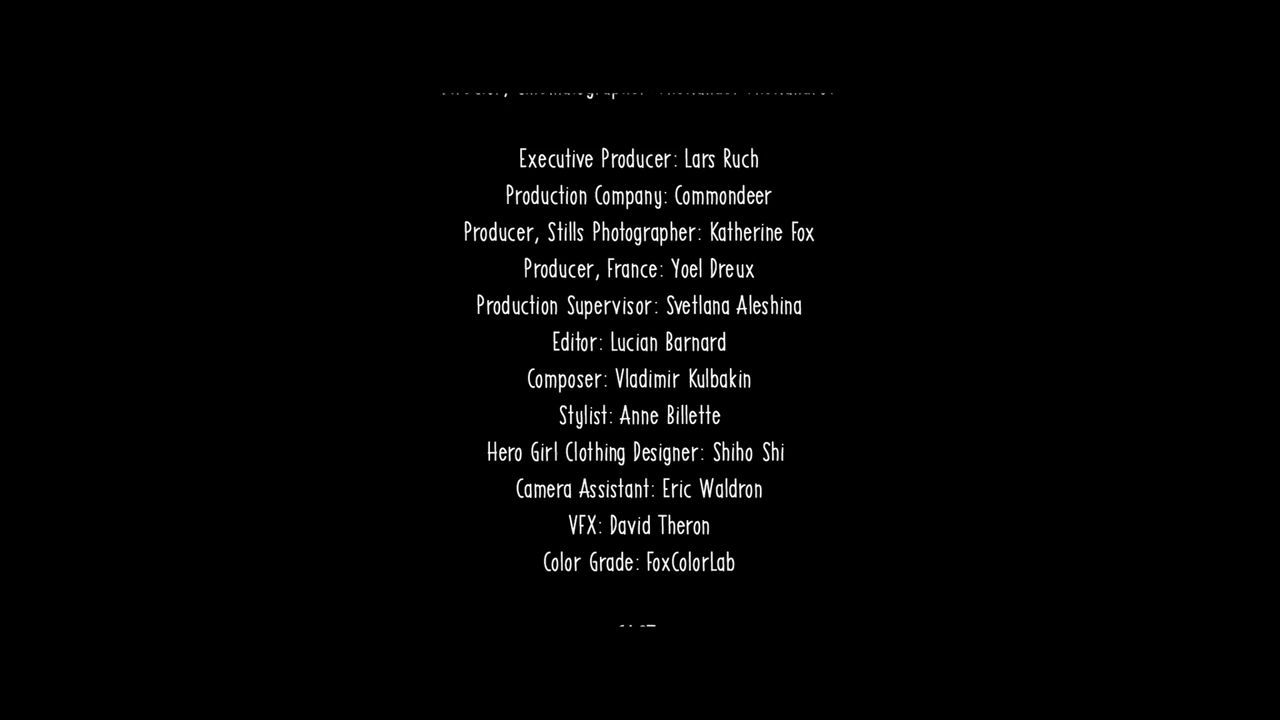 Executive Producer: Lars Ruch
Production Company: Commondeer
Producer, Stills Photographer: Katherine Fox
Producer, France: Yoel Dreux
Production Supervisor: Svetlana Aleshina
Editor: Lucian Barnard
Composer: Vladimir Kulbakin
Stylist: Anne Billette
Hero Girl Clothing Designer: Shiho Shi
Camera Assistant: Eric Waldron
VFX: David Theron
Color Grade: FoxColorLab